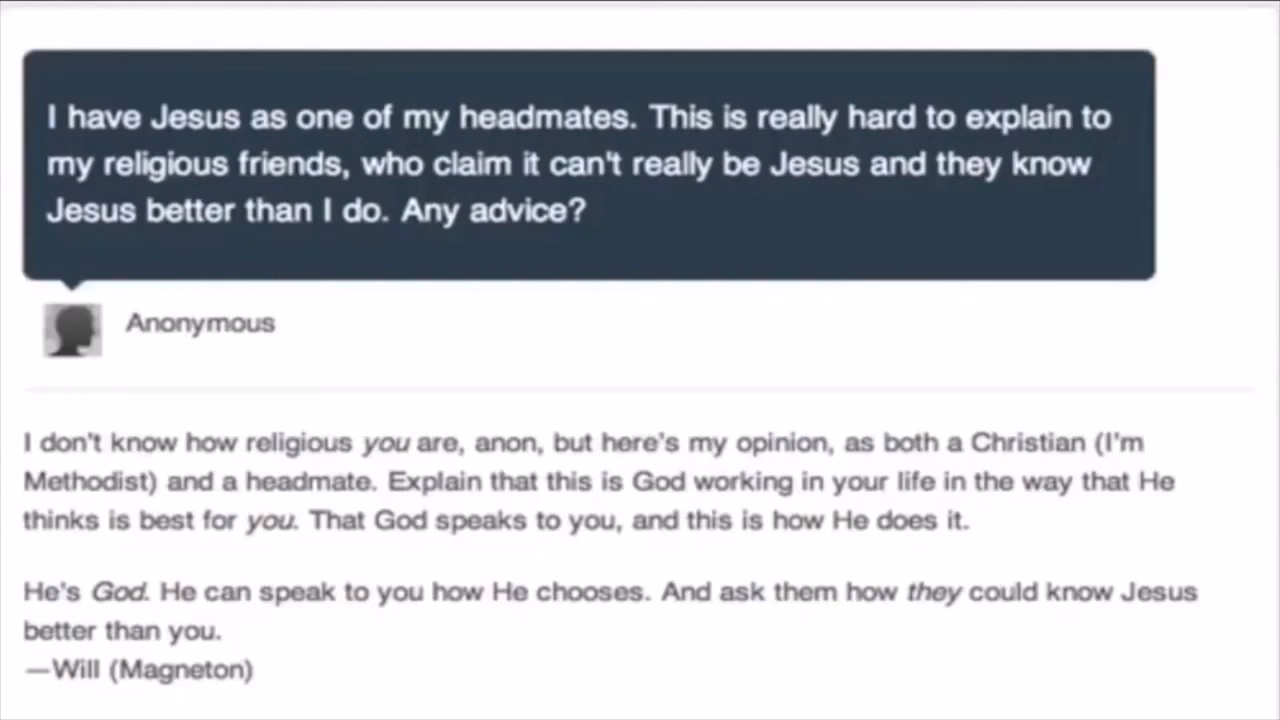 I have Jesus as one of my headmates. This is really hard to explain to
my religious friends, who claim it can't really be Jesus and they know
Jesus better than I do. Any advice?
Anonymous
I don't know how religious you are, anon, but here's my opinion, as both a Christian (I'm
Methodist) and a headmate. Explain that this is God working in your life in the way that He
thinks is best for you. That God speaks to you, and this is how He does it.
He's God. He can speak to you how He chooses. And ask them how they could know Jesus
better than you.
—Will (Magneton)